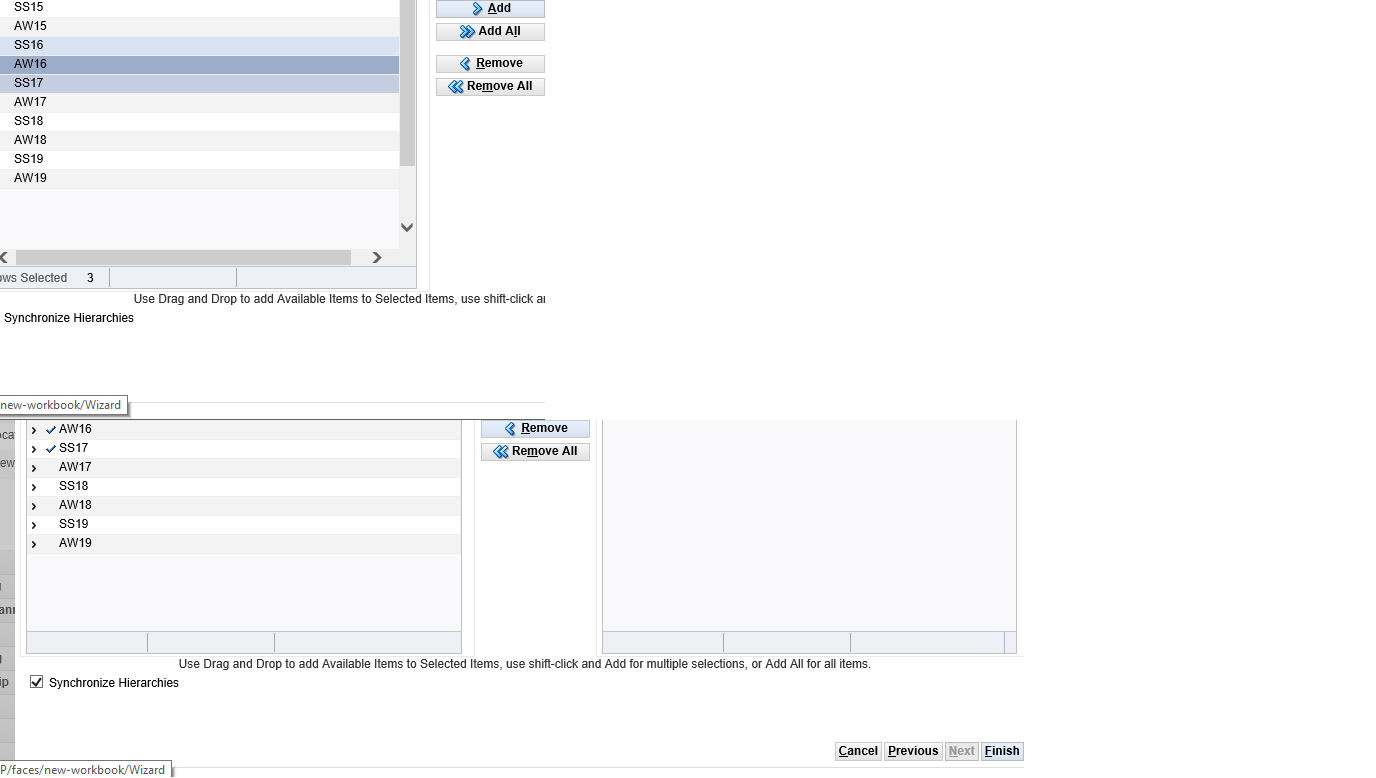 SS15
Add
AW15
Add All
SS16
AW16
Remove
SS17
Remove All
AW17
SS18
AW18
SS19
AW19
ows Selected 3
Use Drag and Drop to add Available Items to Selected Items, use shift-click an
Synchronize Hierarchies
new-workbook/Wizard
AW16
Remove
SS17
Remove All
AW17
SS18
AW18
SS19
AW19
Use Drag and Drop to add Available Items to Selected Items, use shift-click and Add for multiple selections, or Add All for all items.
Synchronize Hierarchies
Cancel Previous Next Finish
P/faces/new-workbook/Wizard